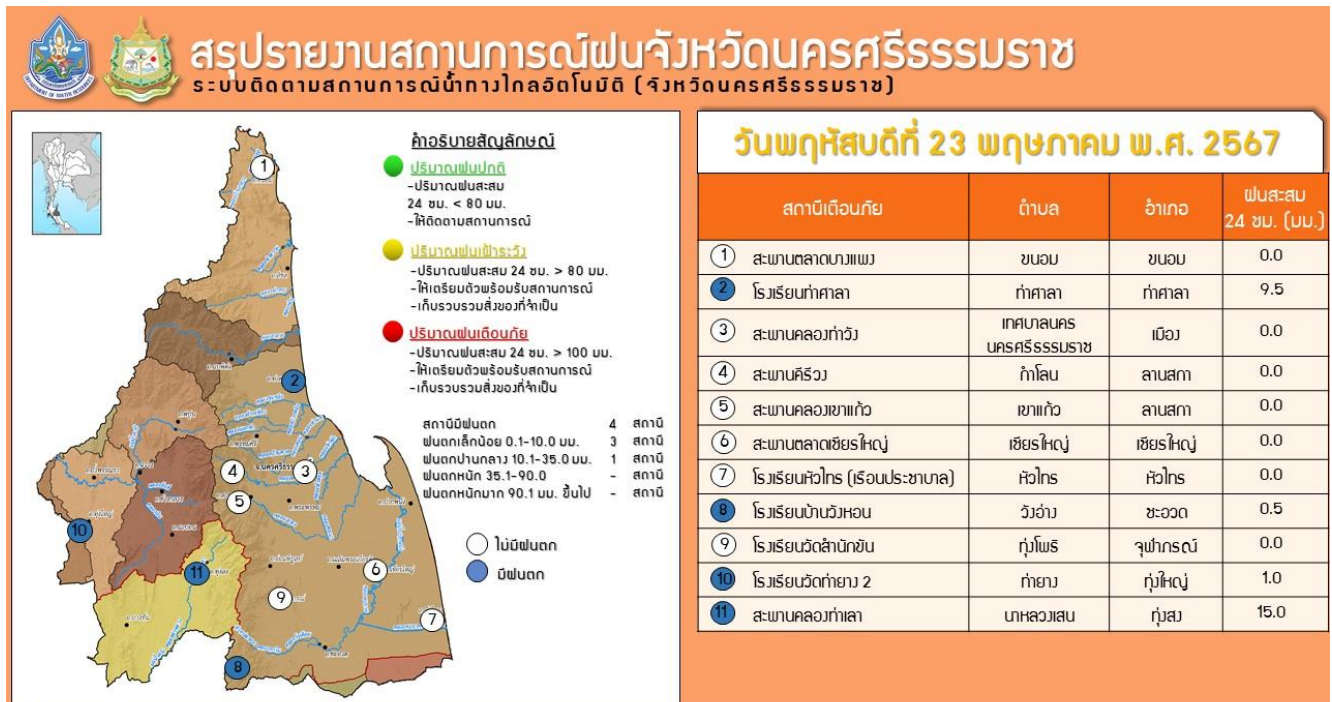 สรุปรายงานสถานการณ์ฝนจังหวัดนครศรีธรรมราช
ระบบติดตามสถานการณ์น้ำทางไกลอัตโนมัติ (จังหวัดนครศรีธรรมราช)
คำอธิบายสัญลักษณ์
ปริมาณฝนปกติ
-ปริมาณฝนสะสม
24 ชม. < 80 มม.
-ให้ติดตามสถานการณ์
ปริมาณฝนเฝ้าระวัง
-ปริมาณฝนสะสม 24 ชม. > 80 มม.
-ให้เตรียมตัวพร้อมรับสถานการณ์
-เก็บรวบรวมสิ่งของที่จำเป็น
ปริมาณฝนเตือนภัย
-ปริมาณฝนสะสม 24 ชม. > 100 มม.
-ให้เตรียมตัวพร้อมรับสถานการณ์
-เก็บรวบรวมสิ่งของที่จำเป็น
สถานีมีฝนตก 4 สถานี
ฝนตกเล็กน้อย 0.1-10.0 มม. 3 สถานี
ฝนตกปานกลาง 10.1-35.0 มม. 1 สถานี
ฝนตกหนัก 35.1-90.0 - สถานี
ฝนตกหนักมาก 90.1 มม. ขึ้นไป - สถานี
ไม่มีฝนตก
มีฝนตก
1
2
4
3
5
10
11
6
9
7
8
วันพฤหัสบดีที่ 23 พฤษภาคม พ.ศ. 2567
สถานีเตือนภัย ตำบล อำเภอ ฝนสะสม
24 ชม. (มม.)
1 สะพานตลาดบางแพง ขนอม ขนอม 0.0
2 โรงเรียนท่าศาลา ท่าศาลา ท่าศาลา 9.5
3 สะพานคลองท่าวัง เทศบาลนคร
นครศรีธรรมราช เมือง 0.0
4 สะพานคีรีวง กำโลน ลานสกา 0.0
5 สะพานคลองเขาแก้ว เขาแก้ว ลานสกา 0.0
6 สะพานตลาดเชียรใหญ่ เชียรใหญ่ เชียรใหญ่ 0.0
7 โรงเรียนหัวไทร (เรือนประชาบาล) หัวไทร หัวไทร 0.0
8 โรงเรียนบ้านวังหอน วังอ่าง ชะอวด 0.5
9 โรงเรียนวัดสำนักขัน ทุ่งโพธิ จุฬาภรณ์ 0.0
10 โรงเรียนวัดท่ายาง 2 ท่ายาง ทุ่งใหญ่ 1.0
11 สะพานคลองท่าเลา นาหลวงเสน ทุ่งสง 15.0